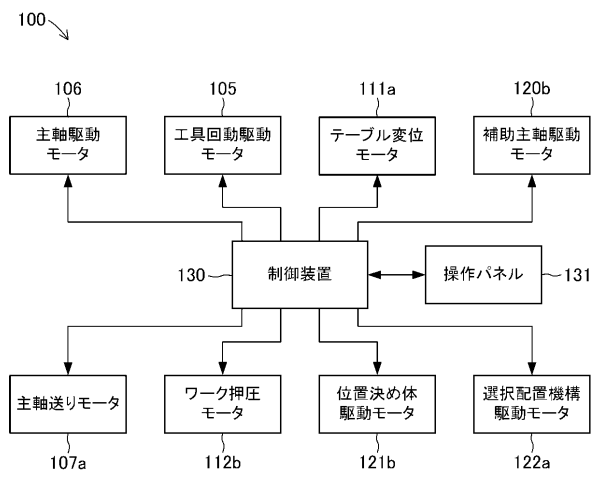 100
106
105
111a
120b
主軸駆動
モータ
工具回動駆動
モータ
テーブル変位
モータ
補助主軸駆動
モータ
130
制御装置
操作パネル
131
主軸送りモータ
ワーク押圧
モータ
位置決め体
駆動モータ
選択配置機構
駆動モータ
107a
112b
121b
122a